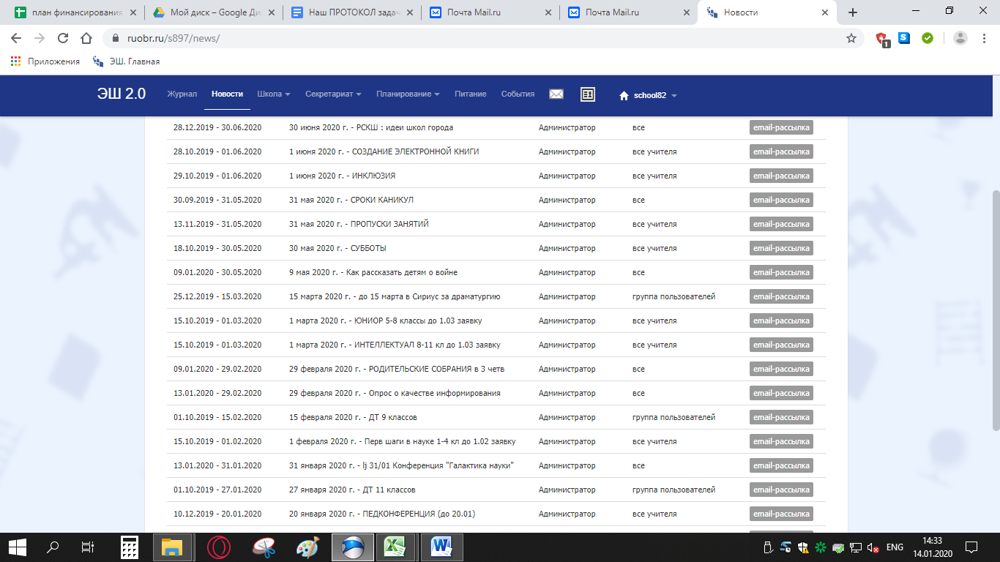 план финансирования
Мой диск – Google Ди
Наш ПРОТОКОЛ задач
Почта Mail.ru
Почта Mail.ru
Новости
ruobr.ru/s897/news/
1
Приложения
ЭШ. Главная
ЭШ 2.0 Журнал Новости Школа Секретариат Планирование Питание События school82
28.12.2019 - 30.06.2020 30 июня 2020 г. - РСКШ : идеи школ города Администратор все email-рассылка
28.10.2019 - 01.06.2020 1 июня 2020 г. - СОЗДАНИЕ ЭЛЕКТРОННОЙ КНИГИ Администратор все учителя email-рассылка
29.10.2019 - 01.06.2020 1 июня 2020 г. - ИНКЛЮЗИЯ Администратор все учителя email-рассылка
30.09.2019 - 31.05.2020 31 мая 2020 г. - СРОКИ КАНИКУЛ Администратор все email-рассылка
13.11.2019 - 31.05.2020 31 мая 2020 г. - ПРОПУСКИ ЗАНЯТИЙ Администратор все учителя email-рассылка
18.10.2019 - 30.05.2020 30 мая 2020 г. - СУББОТЫ Администратор все учителя email-рассылка
09.01.2020 - 30.05.2020 9 мая 2020 г. - Как рассказать детям о войне Администратор все email-рассылка
25.12.2019 - 15.03.2020 15 марта 2020 г. - до 15 марта в Сириус за драматургию Администратор группа пользователей email-рассылка
15.10.2019 - 01.03.2020 1 марта 2020 г. - ЮНИОР 5-8 классы до 1.03 заявку Администратор все учителя email-рассылка
15.10.2019 - 01.03.2020 1 марта 2020 г. - ИНТЕЛЛЕКТУАЛ 8-11 кл до 1.03 заявку Администратор все учителя email-рассылка
09.01.2020 - 29.02.2020 29 февраля 2020 г. - РОДИТЕЛЬСКИЕ СОБРАНИЯ в 3 четв Администратор все email-рассылка
13.01.2020 - 29.02.2020 29 февраля 2020 г. - Опрос о качестве информирования Администратор все email-рассылка
01.10.2019 - 15.02.2020 15 февраля 2020 г. - ДТ 9 классов Администратор группа пользователей email-рассылка
15.10.2019 - 01.02.2020 1 февраля 2020 г. - Перв шаги в науке 1-4 кл до 1.02 заявку Администратор все учителя email-рассылка
13.01.2020 - 31.01.2020 31 января 2020 г. - lj 31/01 Конференция "Галактика науки" Администратор все email-рассылка
01.10.2019 - 27.01.2020 27 января 2020 г. - ДТ 11 классов Администратор группа пользователей email-рассылка
10.12.2019 - 20.01.2020 20 января 2020 г. - ПЕДКОНФЕРЕНЦИЯ (до 20.01) Администратор все учителя email-рассылка
ENG
14:33
14.01.2020